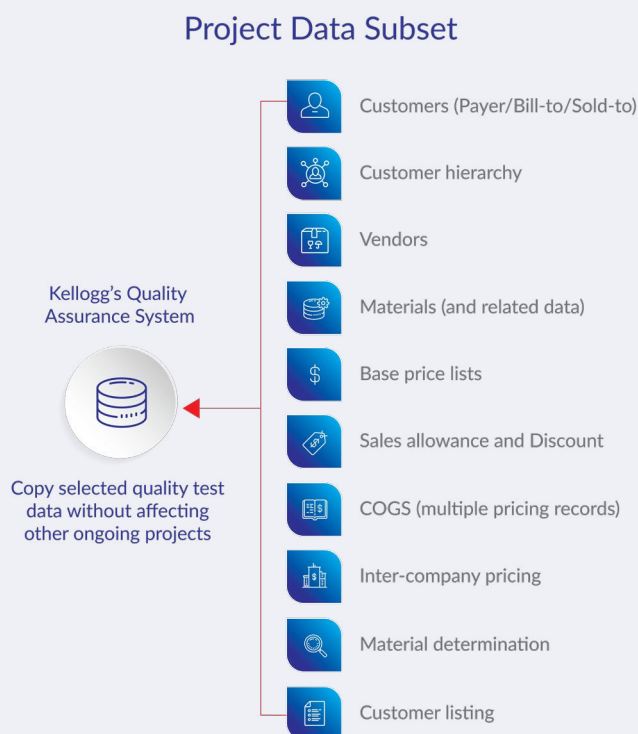 Project Data Subset
Customers (Payer/Bill-to/Sold-to)
Customer hierarchy
Vendors
Kellogg’s Quality
Assurance System
Materials (and related data)
Base price lists
Sales allowance and Discount
Copy selected quality test
data without affecting
other ongoing projects
COGS (multiple pricing records)
Inter-company pricing
Material determination
Customer listing